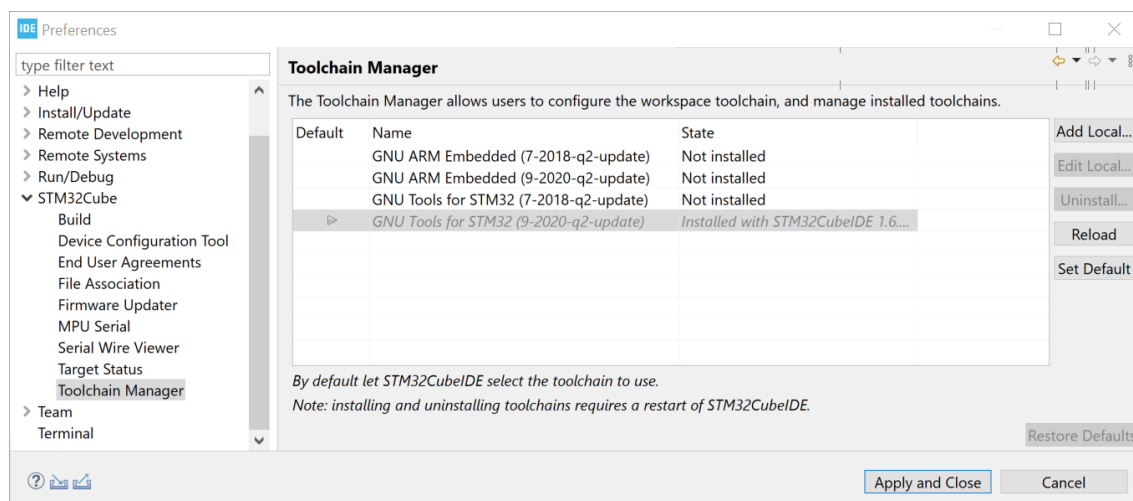 IDE Preferences
type filter text
Help
Install/Update
Remote Development
Remote Systems
Run/Debug
STM32Cube
Build
Device Configuration Tool
End User Agreements
File Association
Firmware Updater
MPU Serial
Serial Wire Viewer
Target Status
Toolchain Manager
Team
Terminal
Toolchain Manager
The Toolchain Manager allows users to configure the workspace toolchain, and manage installed toolchains.
Default Name State
GNU ARM Embedded (7-2018-q2-update) Not installed
GNU ARM Embedded (9-2020-q2-update) Not installed
GNU Tools for STM32 (7-2018-q2-update) Not installed
GNU Tools for STM32 (9-2020-q2-update) Installed with STM32CubeIDE 1.6....
Add Local...
Edit Local...
Uninstall...
Reload
Set Default
By default let STM32CubeIDE select the toolchain to use.
Note: installing and uninstalling toolchains requires a restart of STM32CubeIDE.
Restore Defaults
Apply and Close
Cancel